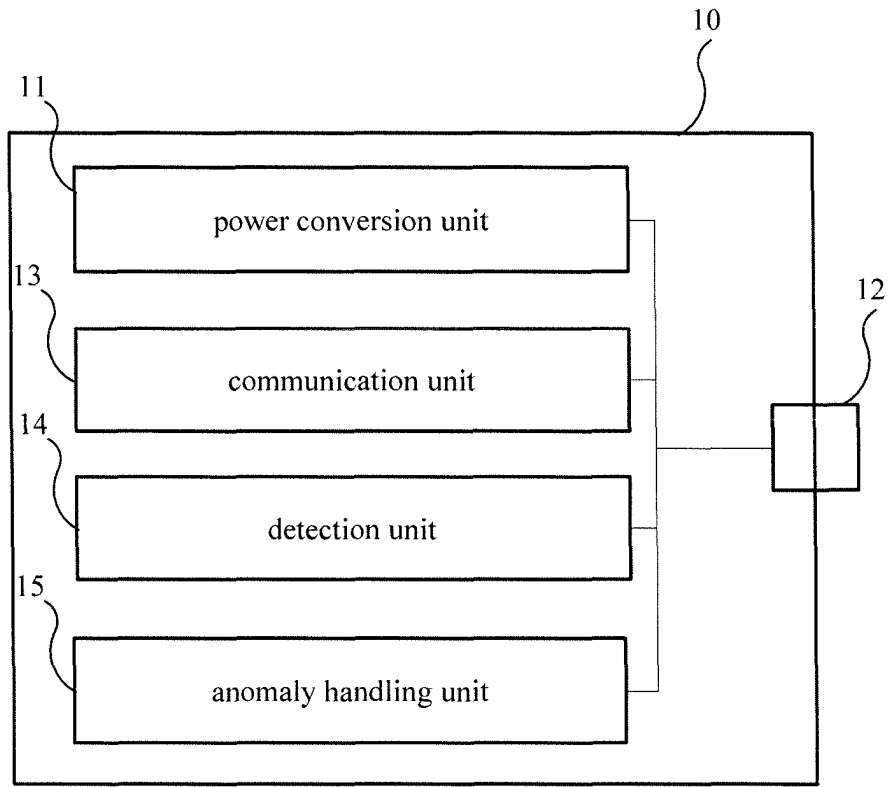 10
11
power conversion unit
13
communication unit
12
14
detection unit
15
anomaly handling unit